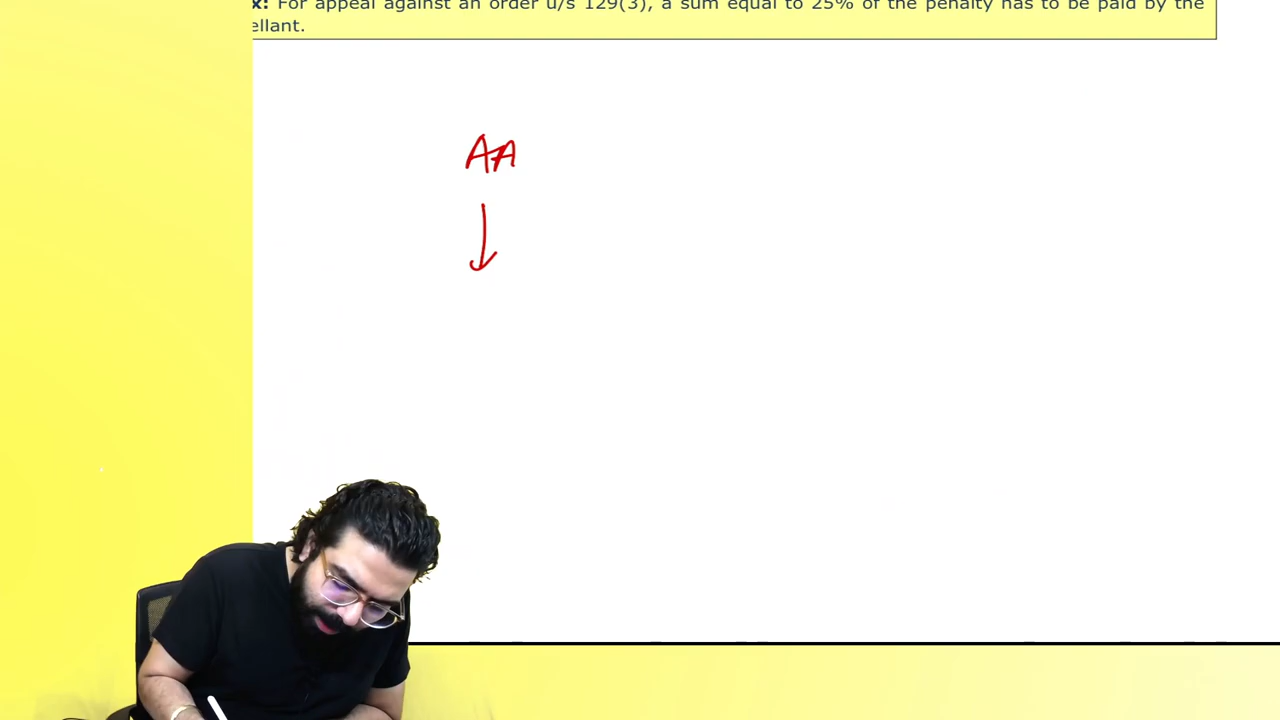 x: For appeal against an order u/s 129(3), a sum equal to 25% of the penalty has to be paid by the
ellant.
AA